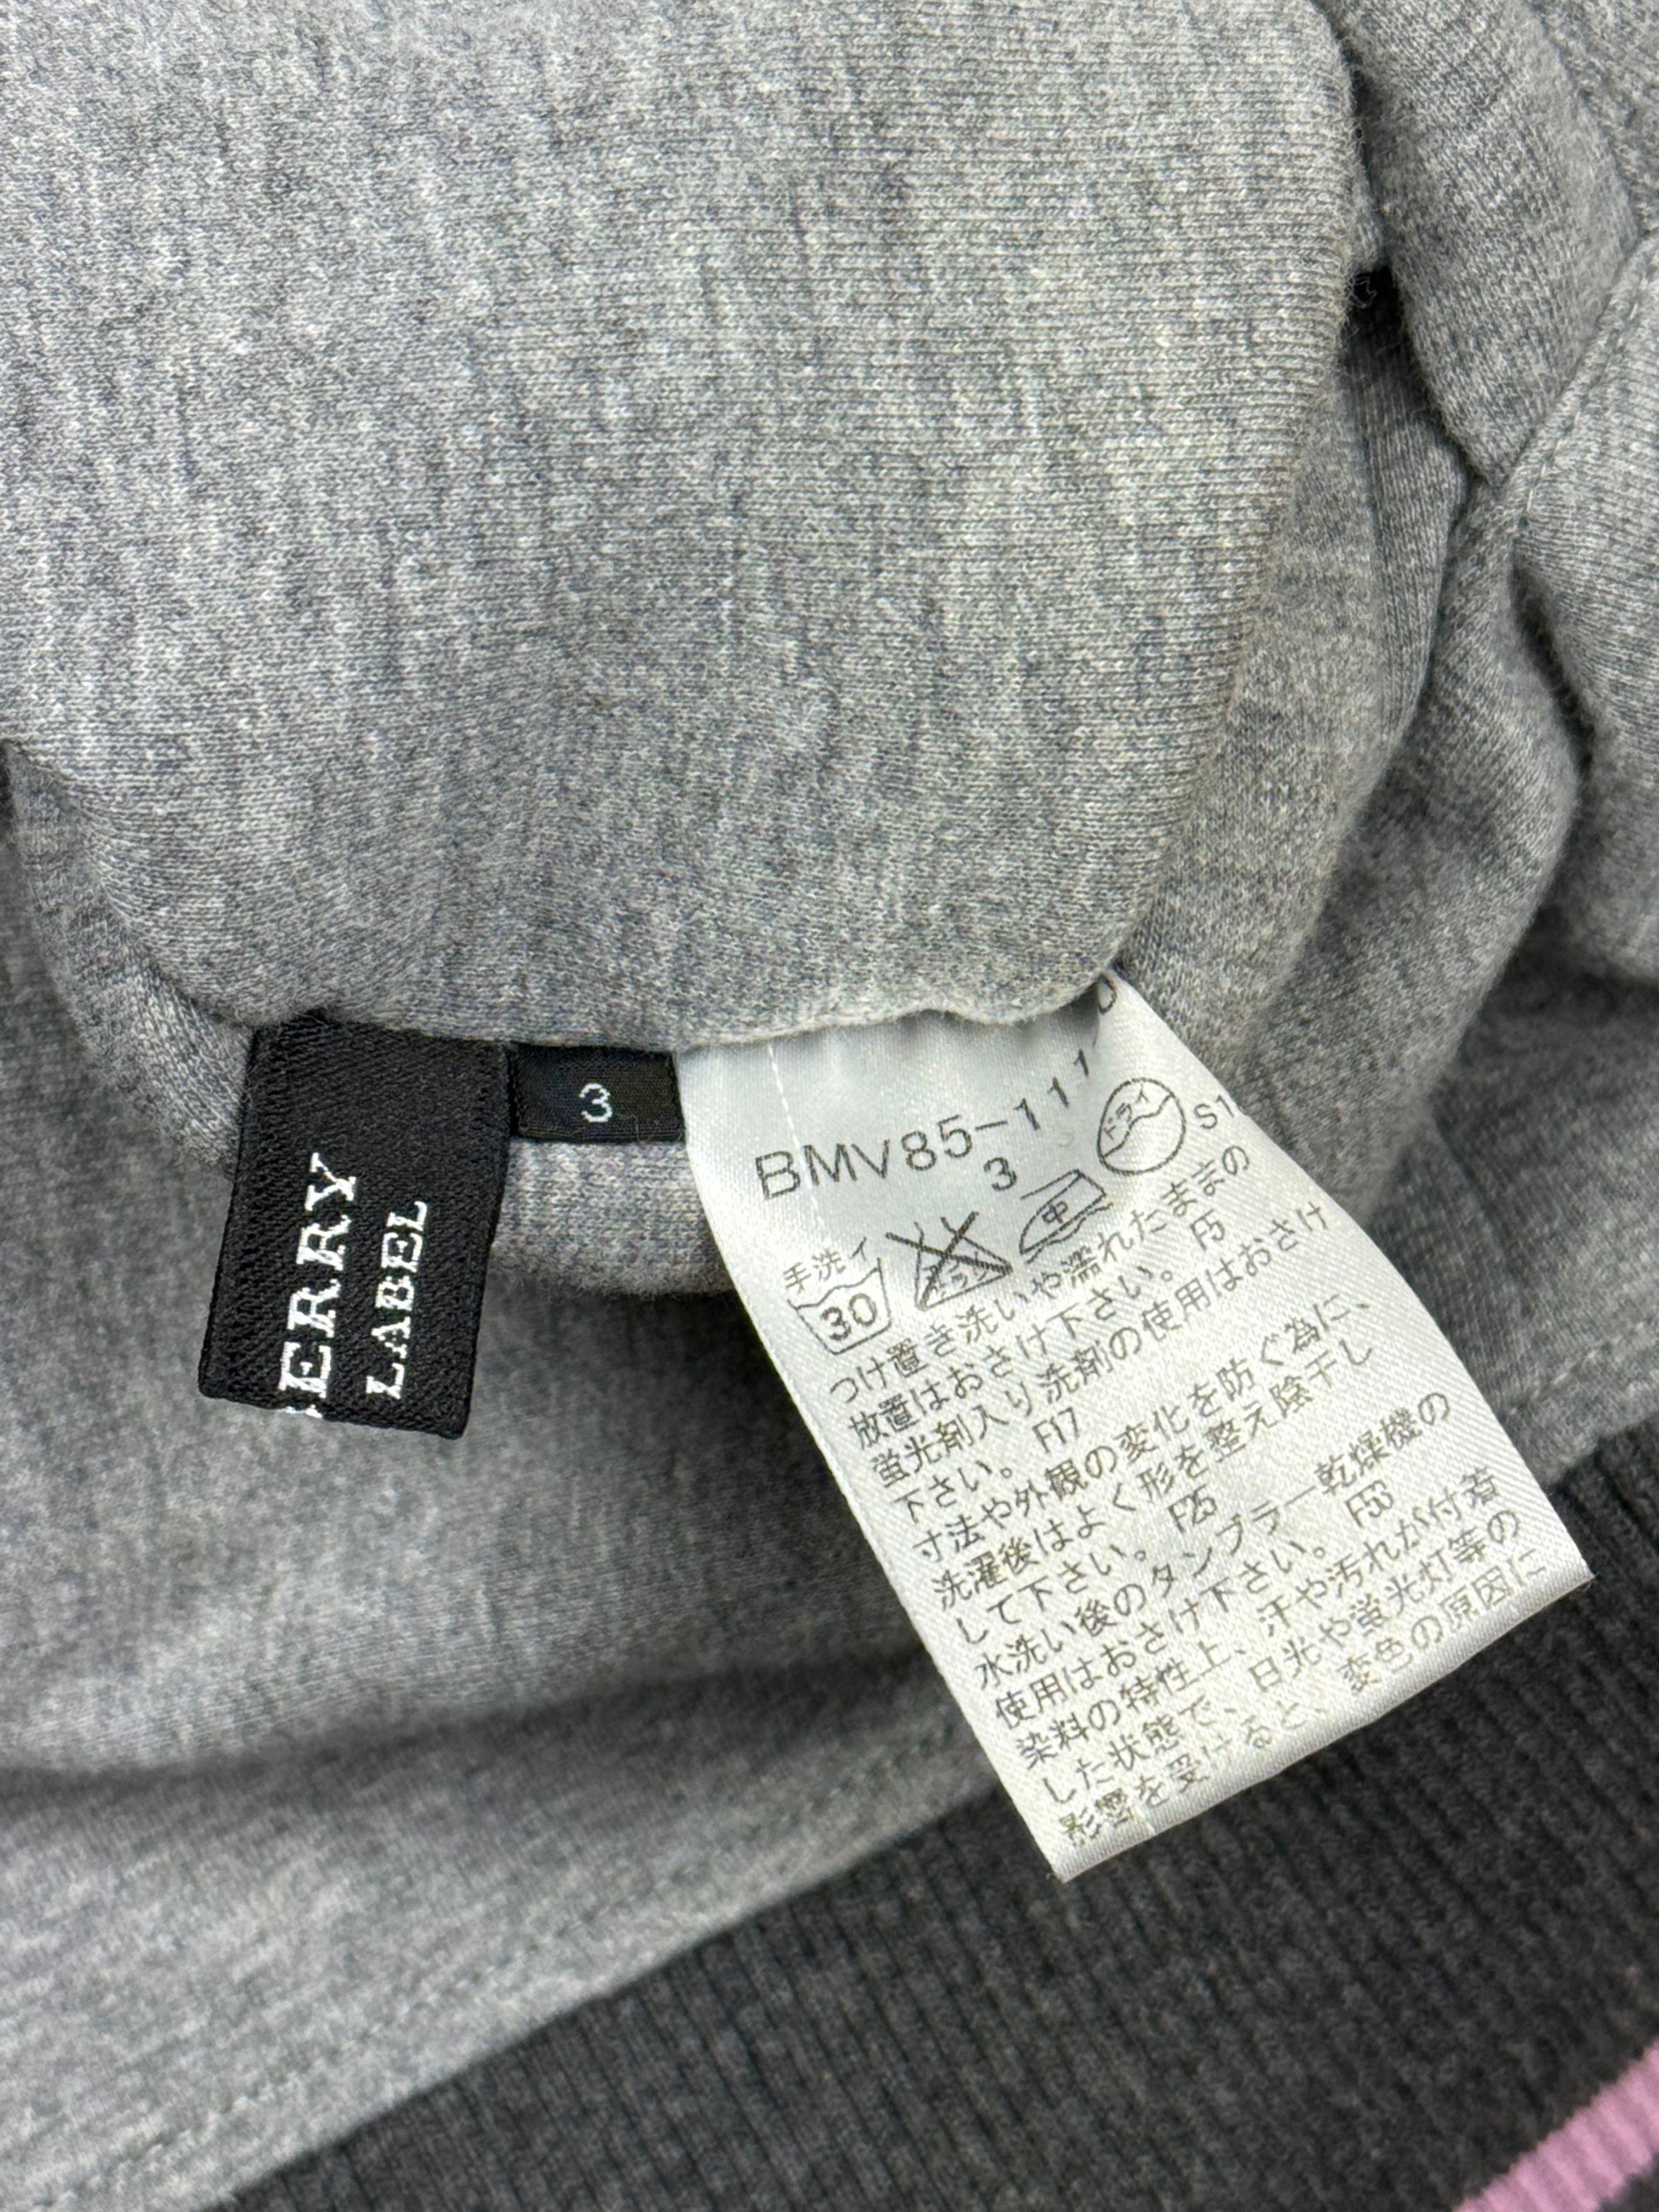 ERRY
LABEL
3
BMV85-111
3
手洗イ
30
中
ドライ
つけ置き洗いや濡れたままの
放置はおさけ下さい。 F5
蛍光剤入り洗剤の使用はおさけ
下さい。 F17
寸法や外観の変化を防ぐ為に、
洗濯後はよく形を整え陰干し
して下さい。 F25
水洗い後のタンブラー乾燥機の
使用はおさけ下さい。 F53
染料の特性上、汗や汚れが付着
した状態で、日光や蛍光灯等の
影響を受けると、変色の原因に